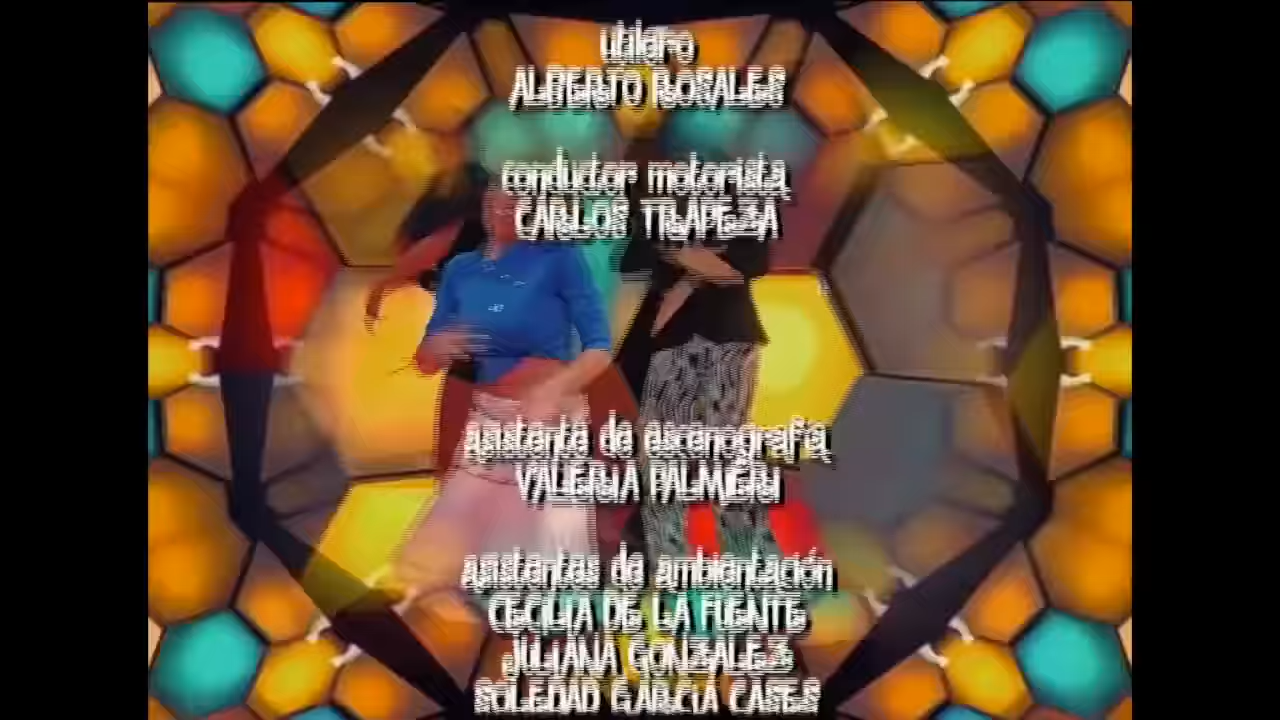 utilero
ALBERTO ROSALES
conductor motorista
CARLOS TRAPEZA
asistente de escenografía
VALERIA PALMIERI
asistentes de ambientación
CECILIA DE LA FUENTE
JULIANA GONZALEZ
SOLEDAD GARCIA CASES